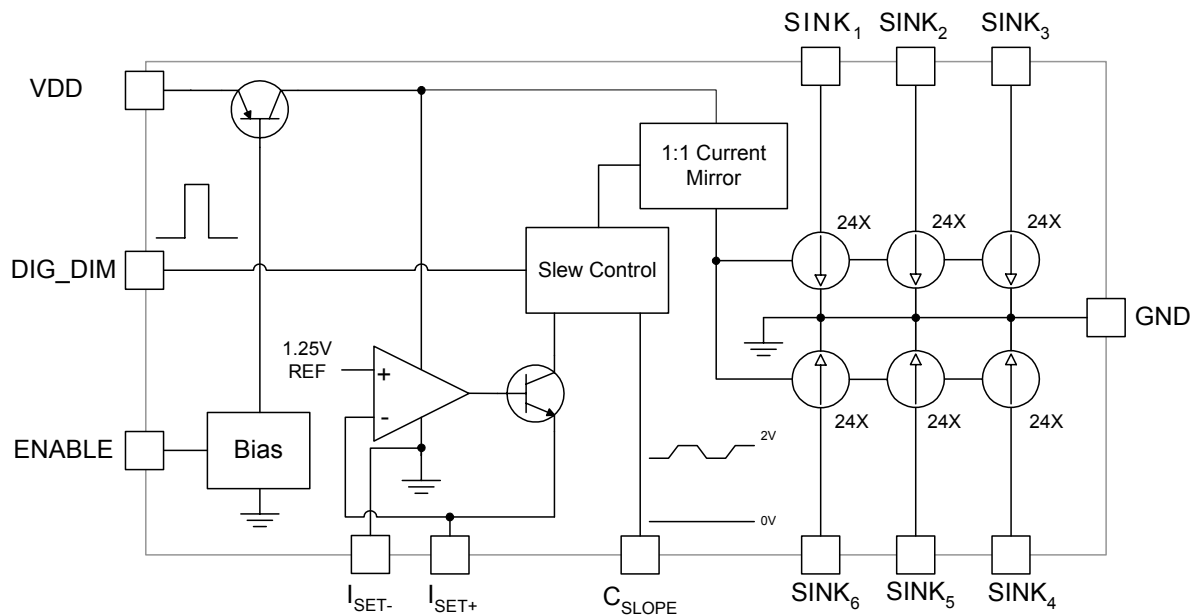 SINK1 SINK2 SINK3
VDD
1:1 Current
Mirror
24X 24X 24X
DIG_DIM
Slew Control
GND
1.25V
REF
+
-
24X 24X 24X
ENABLE
Bias
2V
0V
ISET- ISET+ CSLOPE
SINK6 SINK5 SINK4